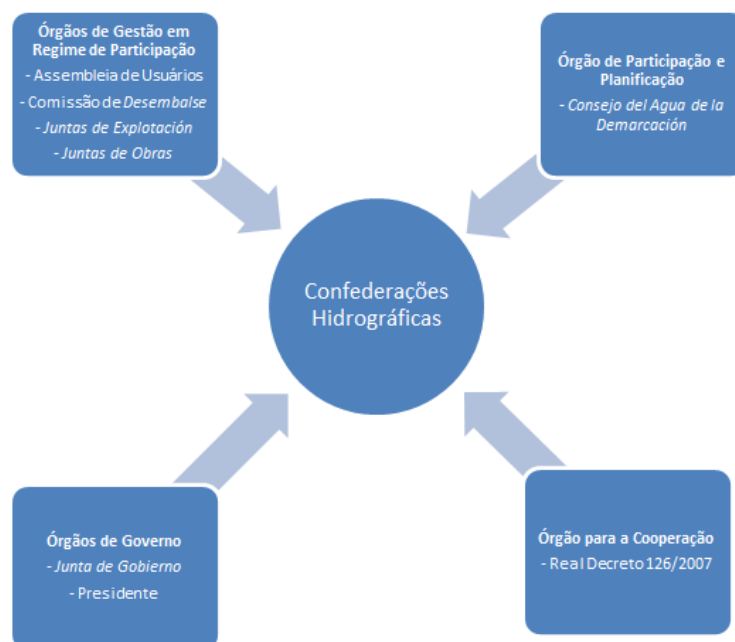 Órgãos de Gestão em
Regime de Participação
- Assembleia de Usuários
- Comissão de Desembalse
- Juntas de Explotación
- Juntas de Obras
Órgão de Participação e
Planificação
- Consejo del Agua de la
Demarcación
Confederações
Hidrográficas
Órgãos de Governo
- Junta de Gobierno
- Presidente
Órgão para a Cooperação
- Real Decreto 126/2007